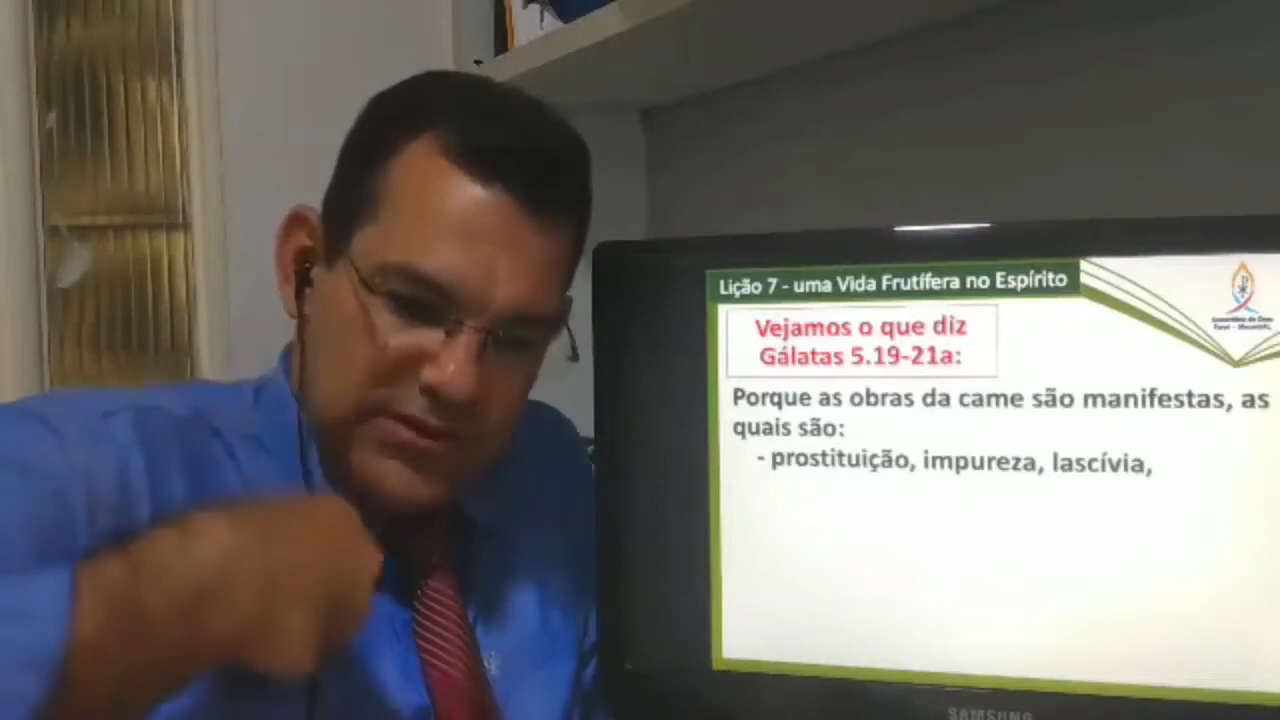 Lição 7 - uma Vida Frutífera no Espírito
Vejamos o que diz
Gálatas 5.19-21a:
Porque as obras da came são manifestas, as
quais são:
- prostituição, impureza, lascívia,
SAMSUNG